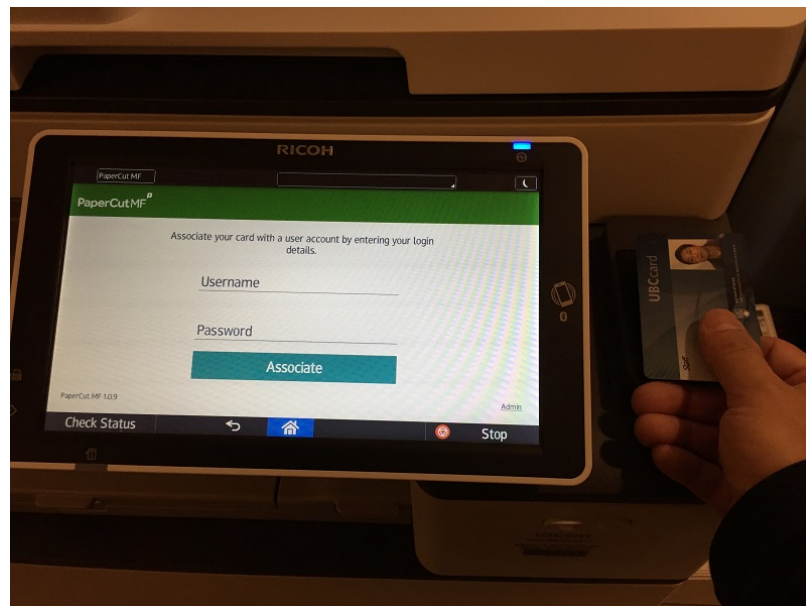 RICOH
PaperCut MF
PaperCut MF
Associate your card with a user account by entering your login
details.
Username
Password
Associate
PaperCut MF 1.0.9
Admin
Check Status
Stop
UBCcard
Staff